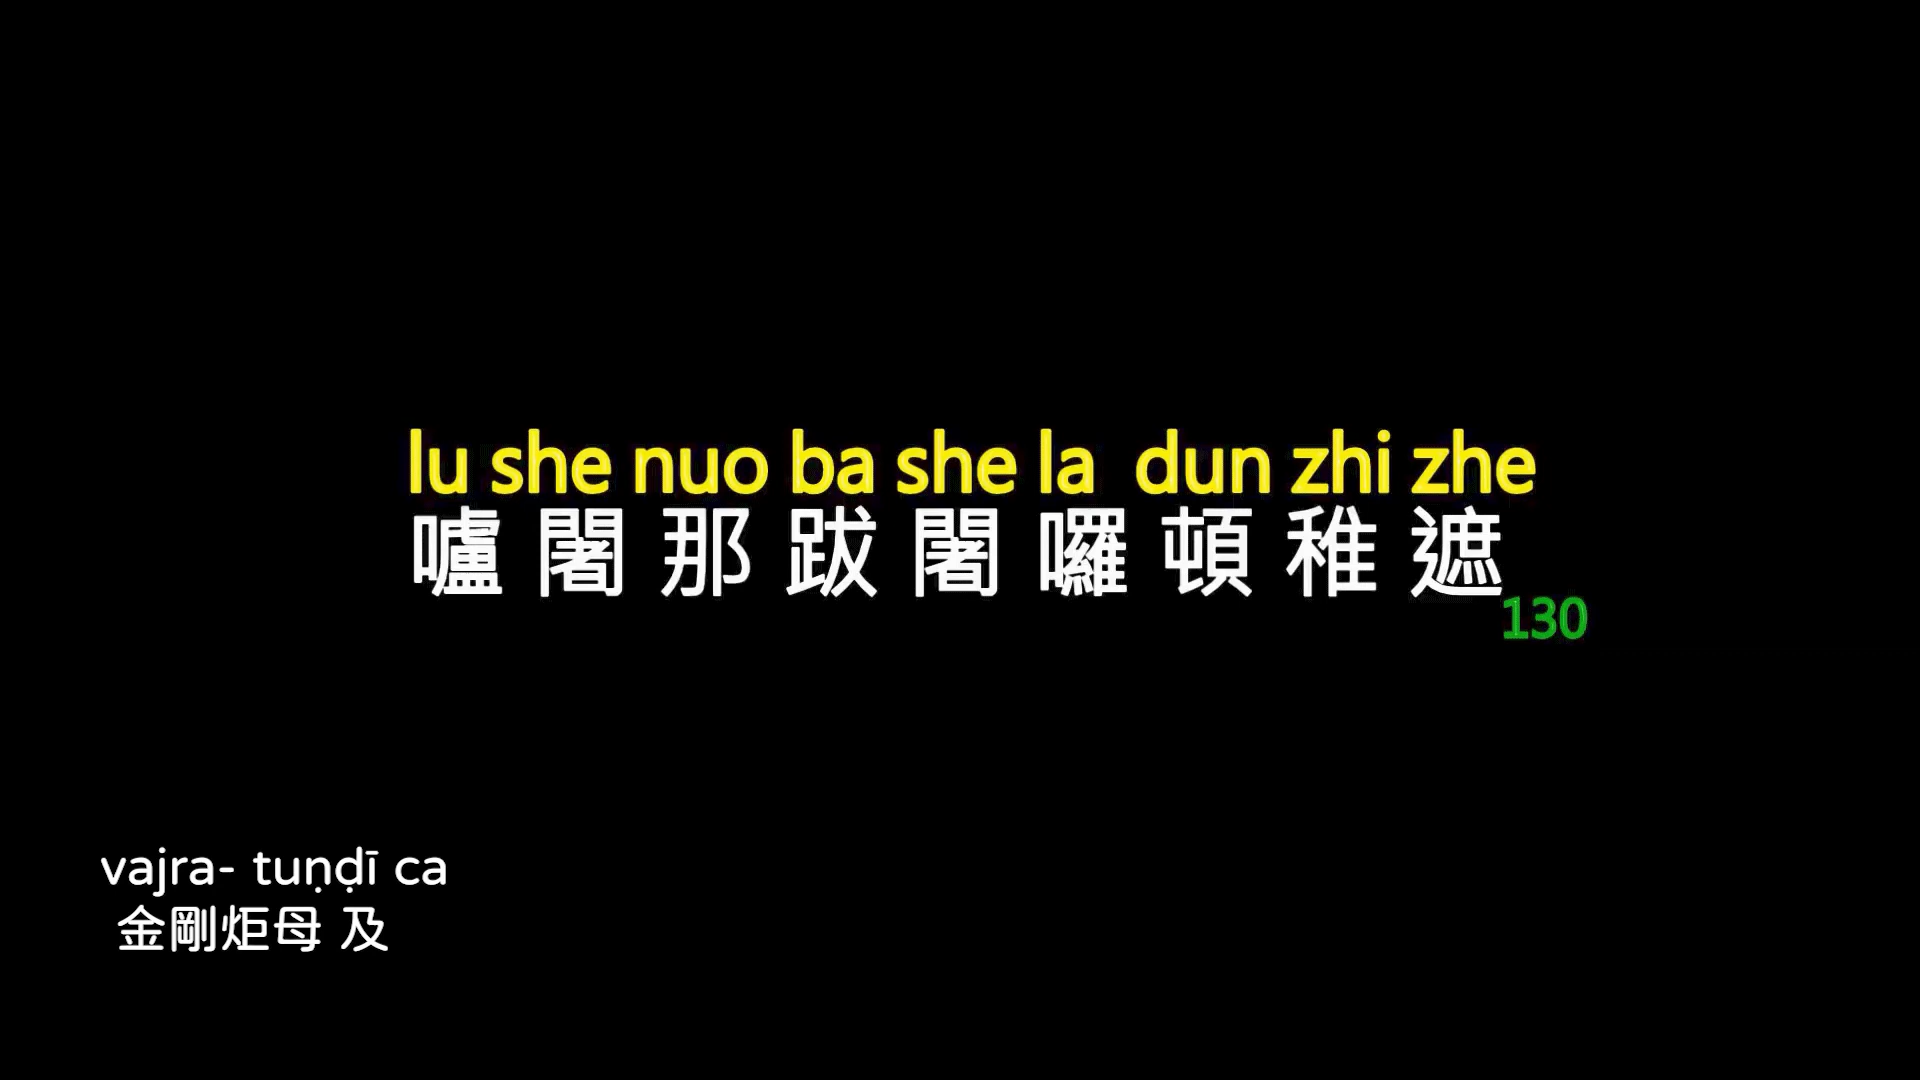 lu she nuo ba she la dun zhi zhe
嚧闍那跋闍囉頓稚遮
130
vajra- tuṇḍī ca
金剛炬母 及